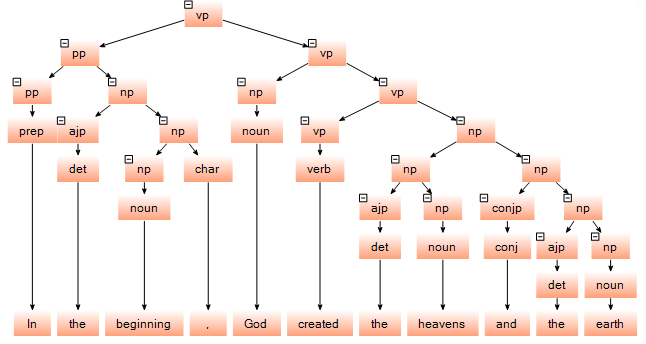 vp
pp vp
pp np np vp
prep ajp np noun vp np
det np char verb np np
noun ajp np conjp np
det noun conj ajp np
det noun
In the beginning , God created the heavens and the earth